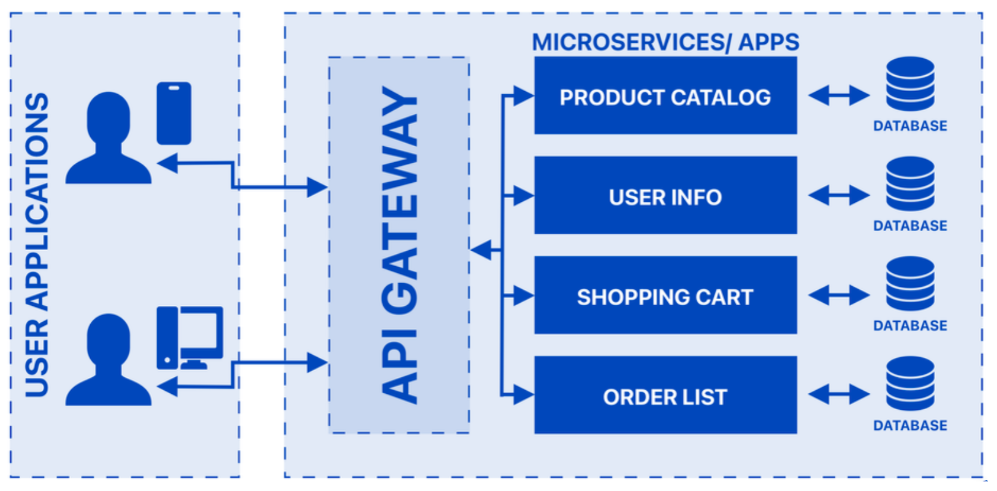 USER APPLICATIONS
API GATEWAY
MICROSERVICES/ APPS
PRODUCT CATALOG
DATABASE
USER INFO
DATABASE
SHOPPING CART
DATABASE
ORDER LIST
DATABASE